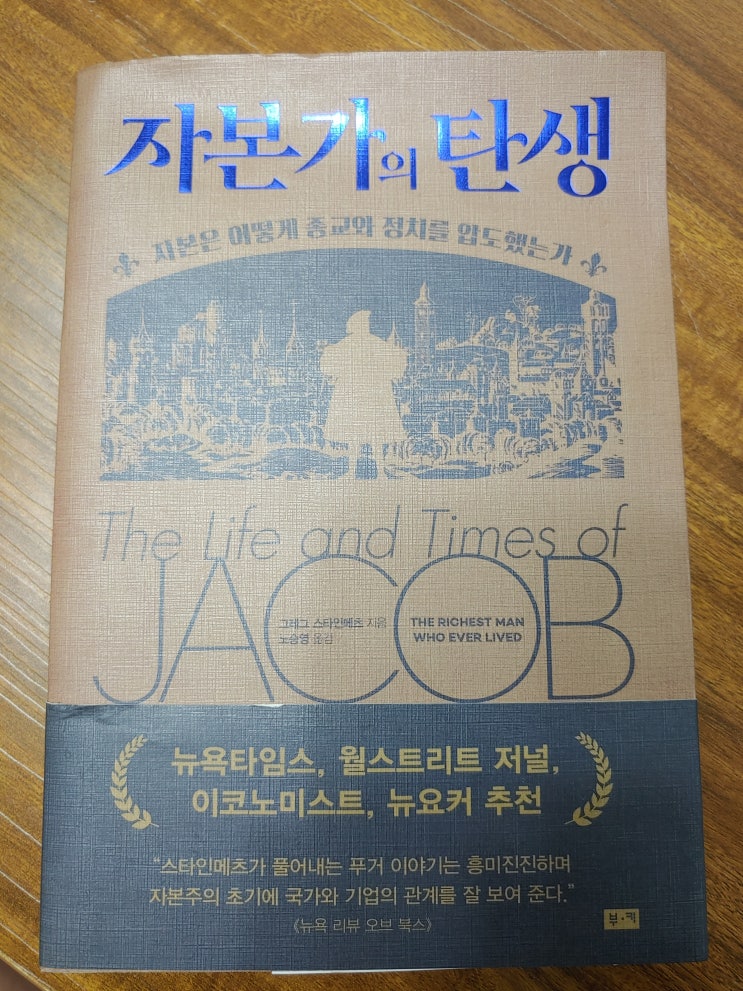 자본가의 탄생
자본은 어떻게 종교와 정치를 압도했는가
The Life and Times of
JACOB
그레그 스타인메츠 지음
노승영 옮김
THE RICHEST MAN
WHO EVER LIVED
뉴욕타임스, 월스트리트 저널,
이코노미스트, 뉴요커 추천
“스타인메츠가 풀어내는 푸거 이야기는 흥미진진하며
자본주의 초기에 국가와 기업의 관계를 잘 보여 준다.”
《뉴욕 리뷰 오브 북스》
부·키